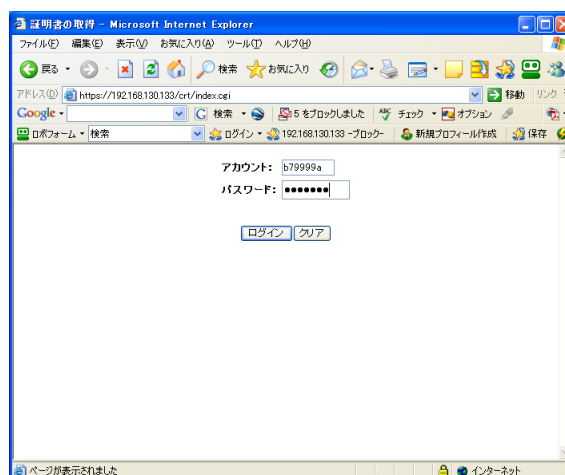 証明書の取得 - Microsoft Internet Explorer
ファイル(F) 編集(E) 表示(V) お気に入り(A) ツール(T) ヘルプ(H)
戻る 検索 お気に入り
アドレス(D) https://192.168.130.133/crt/index.cgi 移動 リンク
Google 検索 5 をブロックしました ABC チェック オプション
ロボフォーム 検索 ログイン 192.168.130.133 -ブロック- 新規プロフィール作成 保存
アカウント: b79999a
パスワード: ●●●●●●●
ログイン クリア
ページが表示されました インターネット